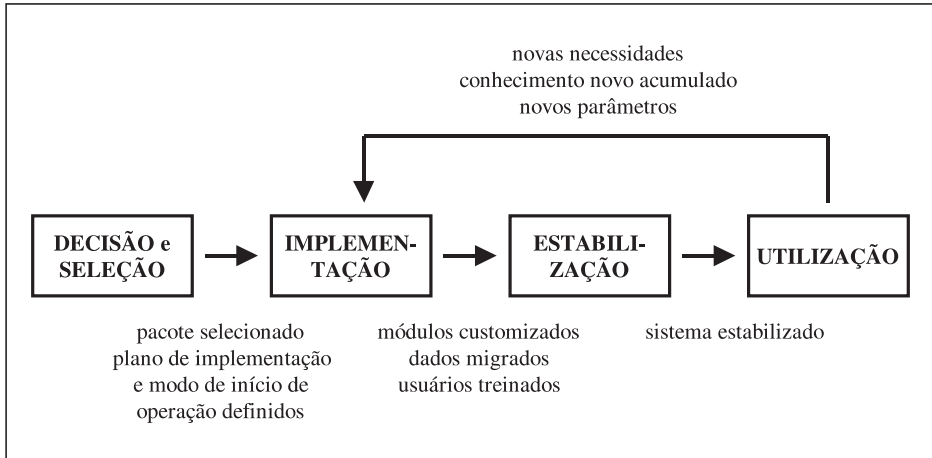 novas necessidades
conhecimento novo acumulado
novos parâmetros
DECISÃO e
SELEÇÃO
IMPLEMEN-
TAÇÃO
ESTABILI-
ZAÇÃO
UTILIZAÇÃO
pacote selecionado
plano de implementação
e modo de início de
operação definidos
módulos customizados
dados migrados
usuários treinados
sistema estabilizado